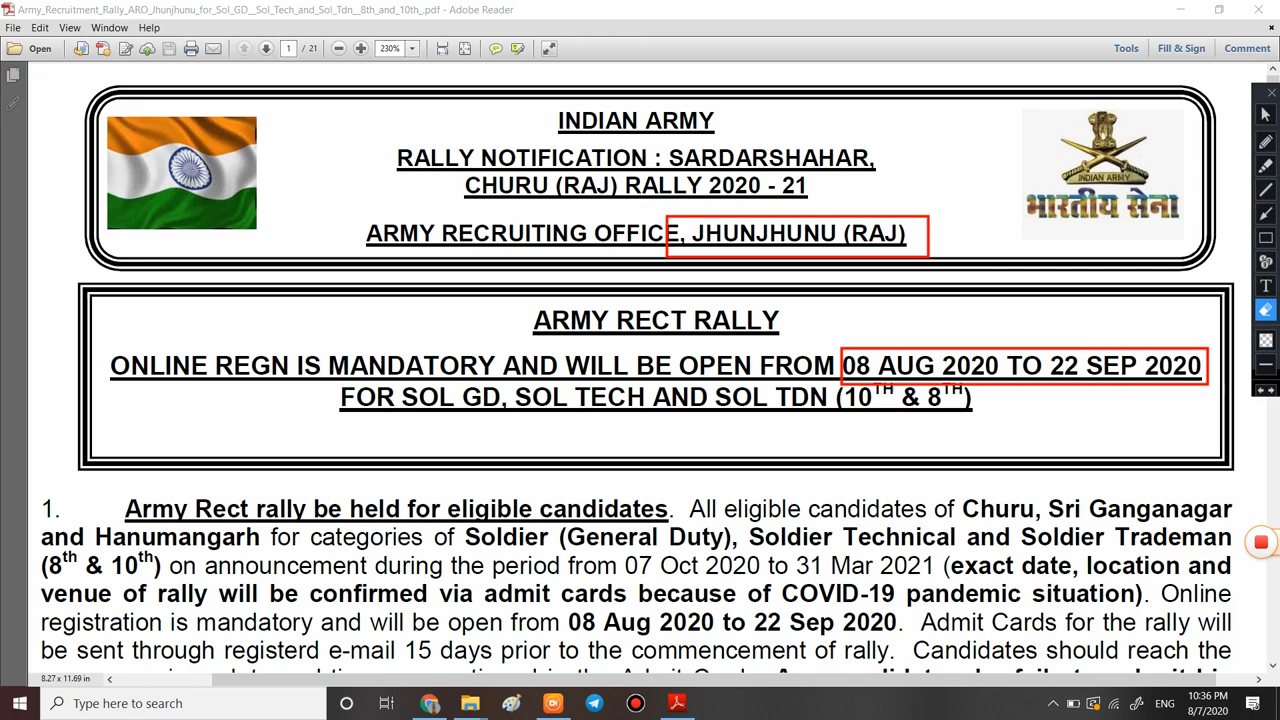 Army_Recruitment_Rally_ARO_Jhunjhunu_for_Sol_GD__Sol_Tech_and_Sol_Tdn__8th_and_10th_.pdf - Adobe Reader
File Edit View Window Help
Open 1 / 21 230% Tools Fill & Sign Comment
INDIAN ARMY
RALLY NOTIFICATION : SARDARSHAHAR,
CHURU (RAJ) RALLY 2020 - 21
ARMY RECRUITING OFFICE, JHUNJHUNU (RAJ)
INDIAN ARMY
भारतीय सेना
ARMY RECT RALLY
ONLINE REGN IS MANDATORY AND WILL BE OPEN FROM 08 AUG 2020 TO 22 SEP 2020
FOR SOL GD, SOL TECH AND SOL TDN (10TH & 8TH)
1. Army Rect rally be held for eligible candidates. All eligible candidates of Churu, Sri Ganganagar
and Hanumangarh for categories of Soldier (General Duty), Soldier Technical and Soldier Trademan
(8th & 10th) on announcement during the period from 07 Oct 2020 to 31 Mar 2021 (exact date, location and
venue of rally will be confirmed via admit cards because of COVID-19 pandemic situation). Online
registration is mandatory and will be open from 08 Aug 2020 to 22 Sep 2020. Admit Cards for the rally will
be sent through registerd e-mail 15 days prior to the commencement of rally. Candidates should reach the
8.27 x 11.69 in
Type here to search
ENG
10:36 PM
8/7/2020